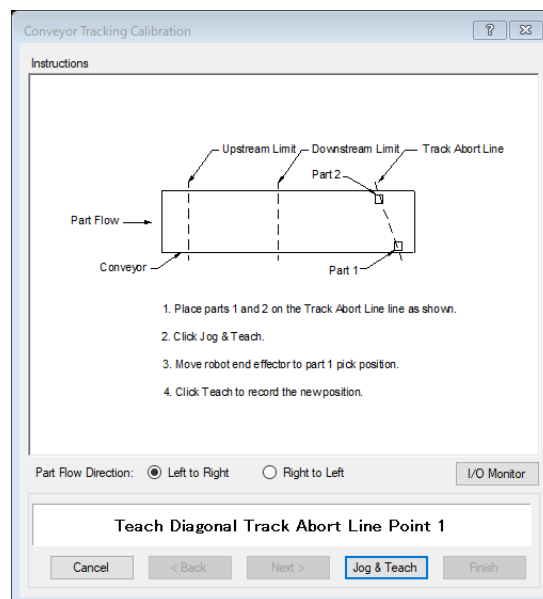 Conveyor Tracking Calibration
?
Instructions
Upstream Limit
Downstream Limit
Track Abort Line
Part 2
Part Flow
Conveyor
Part 1
1. Place parts 1 and 2 on the Track Abort Line line as shown.
2. Click Jog & Teach.
3. Move robot end effector to part 1 pick position.
4. Click Teach to record the newposition.
Part Flow Direction: Left to Right Right to Left I/O Monitor
Teach Diagonal Track Abort Line Point 1
Cancel < Back Next > Jog & Teach Finish